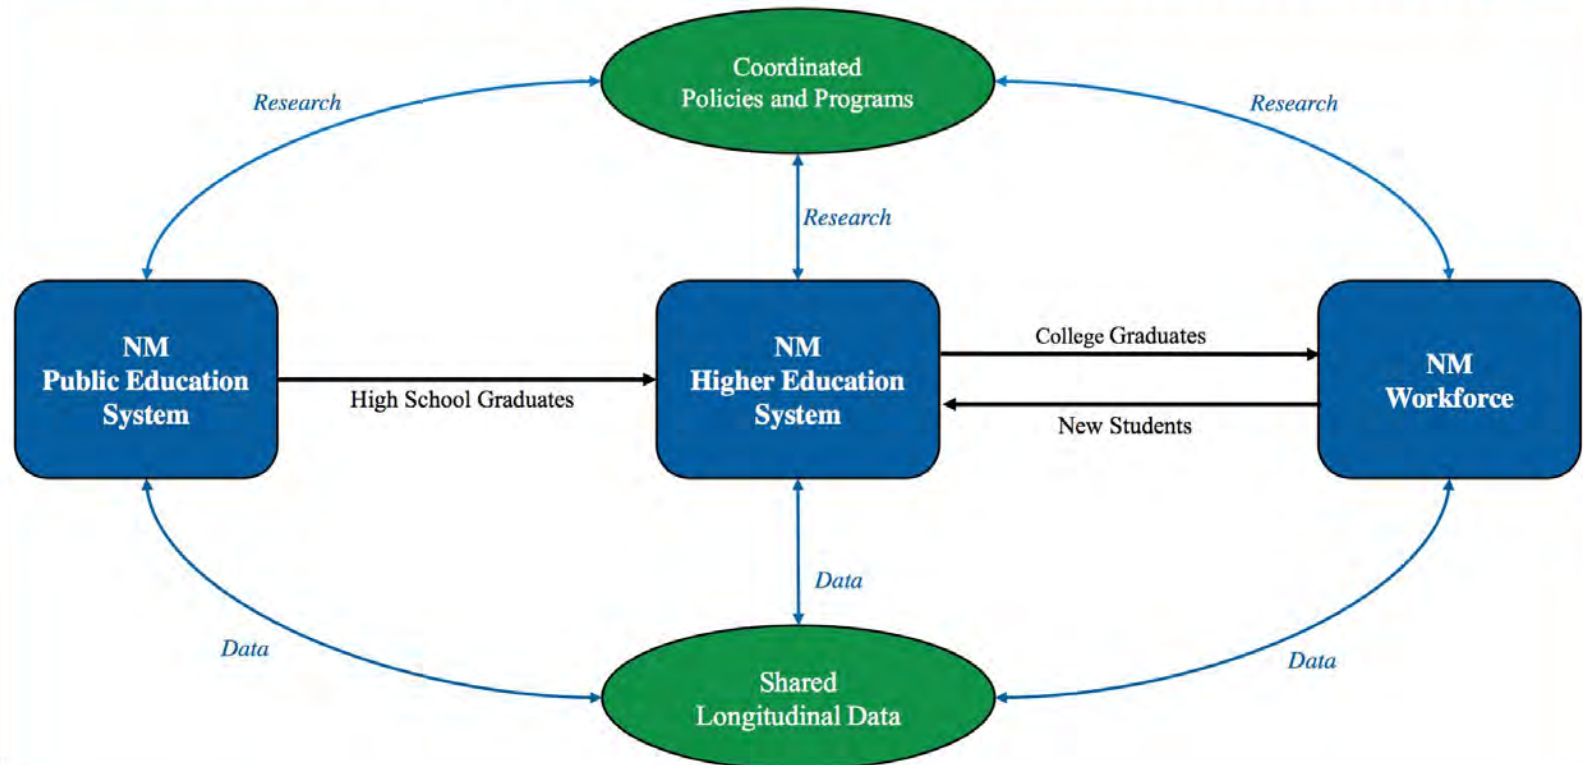 Coordinated
Policies and Programs
Research
Research
Research
NM
Public Education
System
High School Graduates
NM
Higher Education
System
College Graduates
New Students
NM
Workforce
Data
Data
Data
Shared
Longitudinal Data